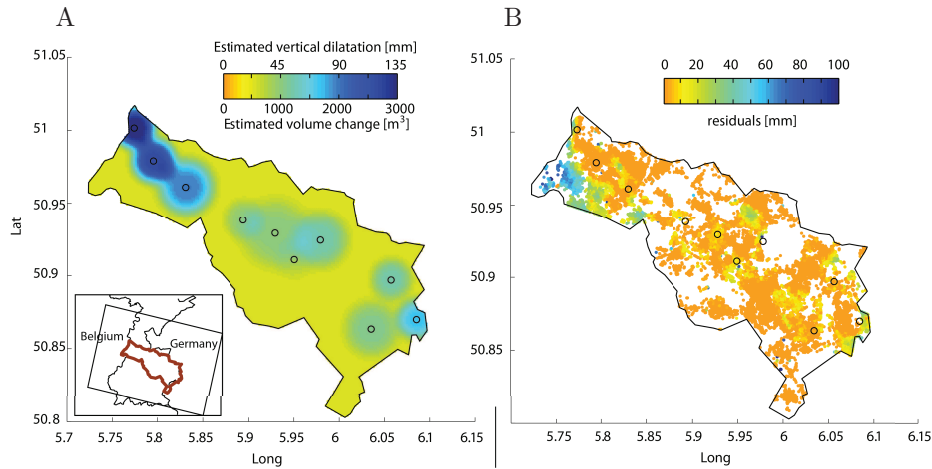 A
Estimated vertical dilatation [mm]
0 45 90 135
0 1000 2000 3000
Estimated volume change [m³]
51.05
51
50.95
50.9
50.85
50.8
Lat
Belgium
Germany
5.7 5.75 5.8 5.85 5.9 5.95 6 6.05 6.1 6.15
Long
B
0 20 40 60 80 100
residuals [mm]
51.05
51
50.95
50.9
50.85
5.75 5.8 5.85 5.9 5.95 6 6.05 6.1 6.15
Long